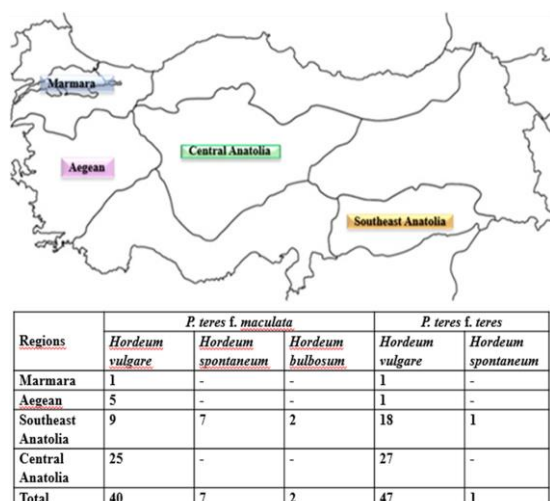 Marmara
Central Anatolia
Aegean
Southeast Anatolia
P. teres f. maculata P. teres f. teres
Regions Hordeum vulgare Hordeum spontaneum Hordeum bulbosum Hordeum vulgare Hordeum spontaneum
Marmara 1 - - 1 -
Aegean 5 - - 1 -
Southeast Anatolia 9 7 2 18 1
Central Anatolia 25 - - 27 -
Total 40 7 2 47 1